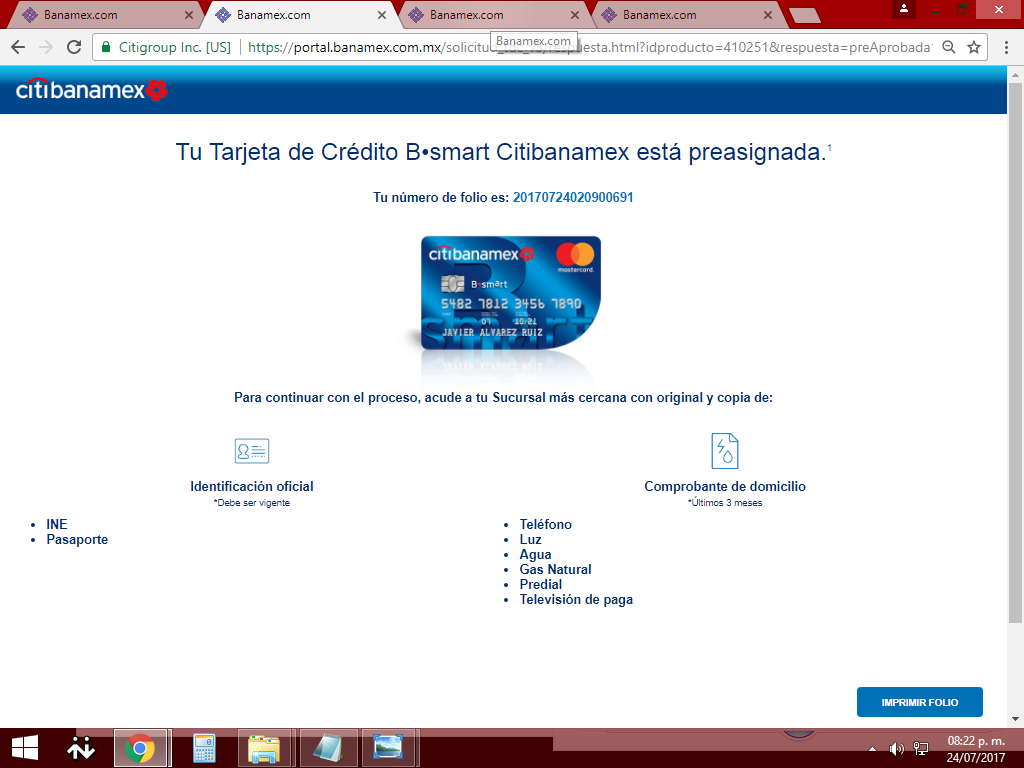 Banamex.com
Banamex.com
Banamex.com
Banamex.com
Citigroup Inc. [US]
https://portal.banamex.com.mx/solicitud_ espuesta.html?idproducto=410251&respuesta=preAprobada
Banamex.com
citibanamex
Tu Tarjeta de Crédito B•smart Citibanamex está preasignada.1
Tu número de folio es: 20170724020900691
citibanamex
mastercard.
B•smart
5482 7812 3456 7890
07 10/21
JAVIER ALVAREZ RUIZ
smart
Para continuar con el proceso, acude a tu Sucursal más cercana con original y copia de:
Identificación oficial
*Debe ser vigente
INE
Pasaporte
Comprobante de domicilio
*Últimos 3 meses
Teléfono
Luz
Agua
Gas Natural
Predial
Televisión de paga
IMPRIMIR FOLIO
08:22 p. m.
24/07/2017